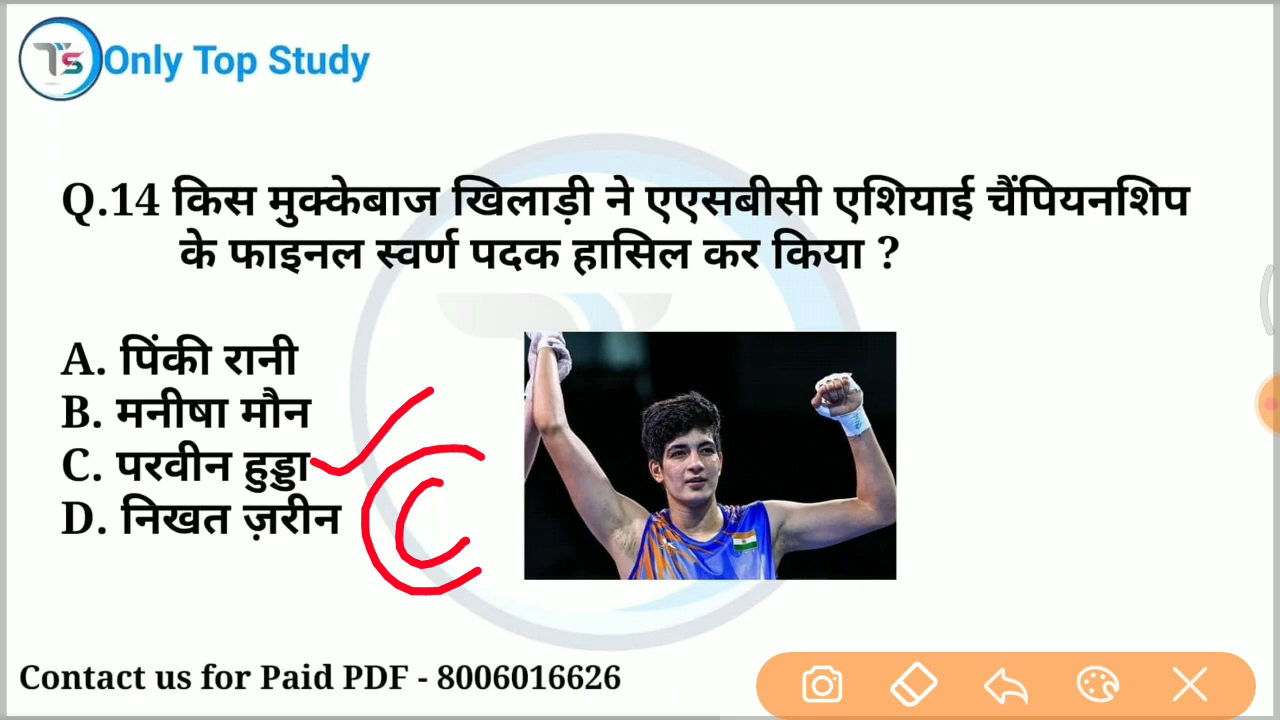 TS Only Top Study
Q.14 किस मुक्केबाज खिलाड़ी ने एएसबीसी एशियाई चैंपियनशिप
के फाइनल स्वर्ण पदक हासिल कर किया ?
A. पिंकी रानी
B. मनीषा मौन
C. परवीन हुड्डा
D. निखत ज़रीन
C
Contact us for Paid PDF - 8006016626